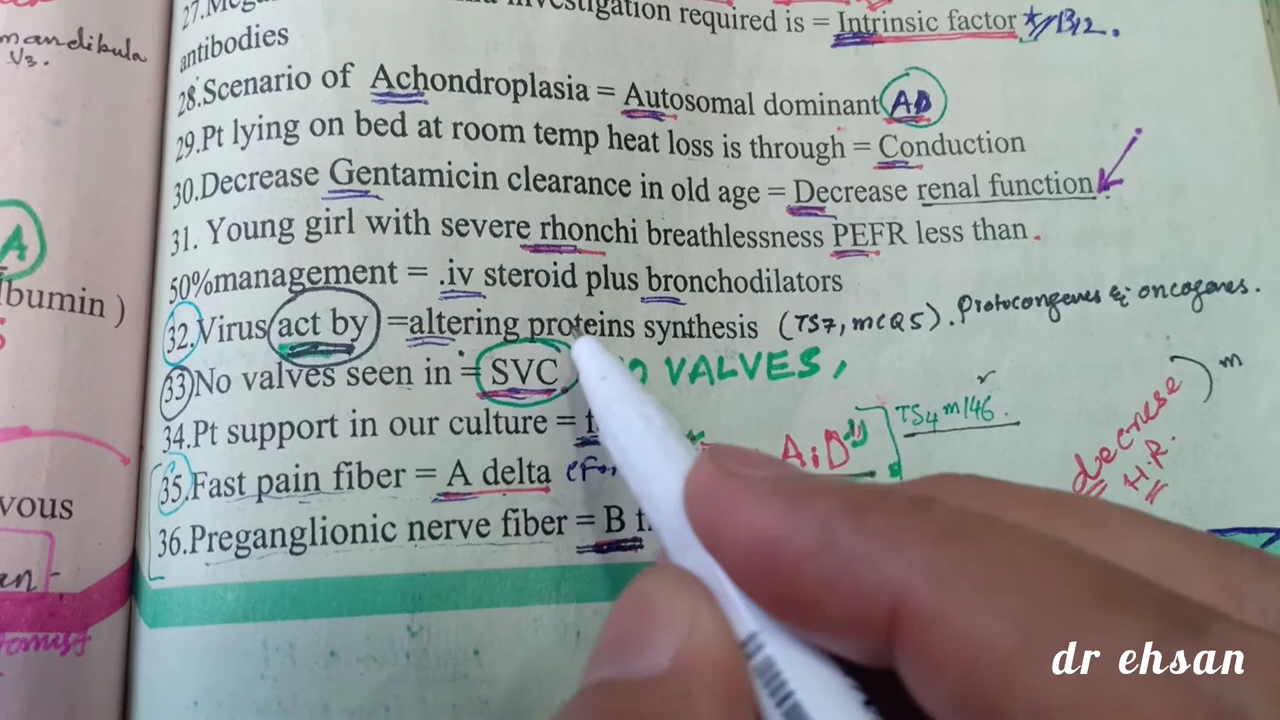 mandibula
V3.
A
lbumin )
vous
27.
investigation required is = Intrinsic factor */B12.
antibodies
28.Scenario of Achondroplasia = Autosomal dominant AD
29.Pt lying on bed at room temp heat loss is through = Conduction
30.Decrease Gentamicin clearance in old age = Decrease renal function
31. Young girl with severe rhonchi breathlessness PEFR less than.
50%management = .iv steroid plus bronchodilators
32.Virus act by =altering proteins synthesis (TS7, mcQ5). Protocongenes oncogenes.
33)No valves seen in = SVC VALVES,
34.Pt support in our culture =
TS4 m/146.
decrease
H.R.
m
35.Fast pain fiber = A delta
36.Preganglionic nerve fiber = B
dr ehsan